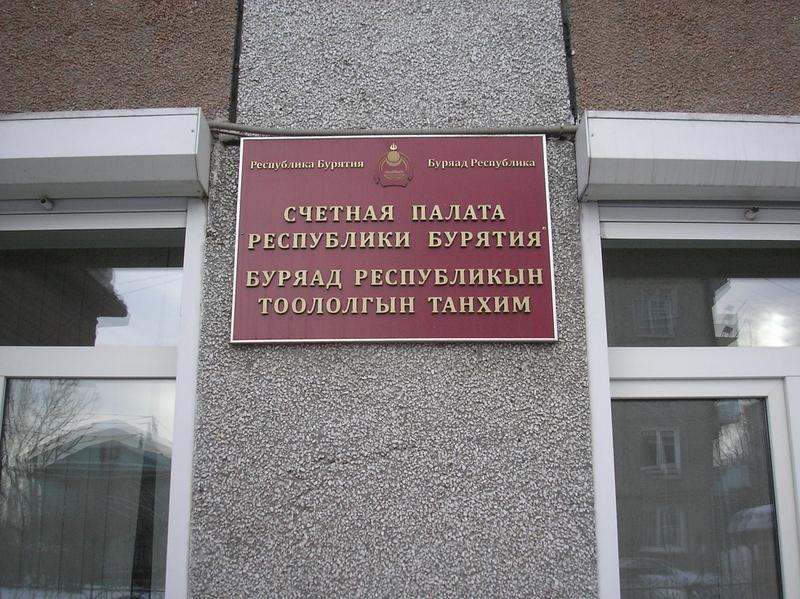 Республика Бурятия
Буряад Республика
СЧЕТНАЯ ПАЛАТА
РЕСПУБЛИКИ БУРЯТИЯ"
БУРЯАД РЕСПУБЛИКЫН
ТООЛОЛГЫН ТАНХИМ